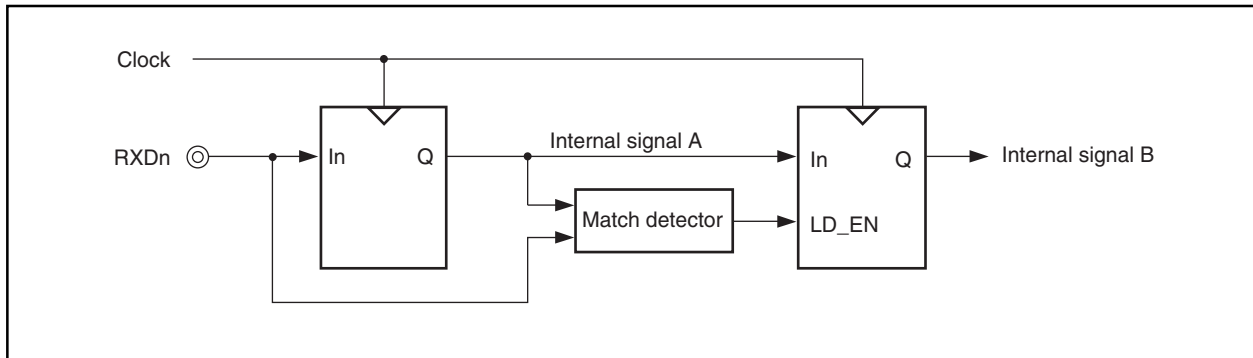 Clock
RXDn
In
Q
Internal signal A
In
Q
Internal signal B
Match detector
LD_EN